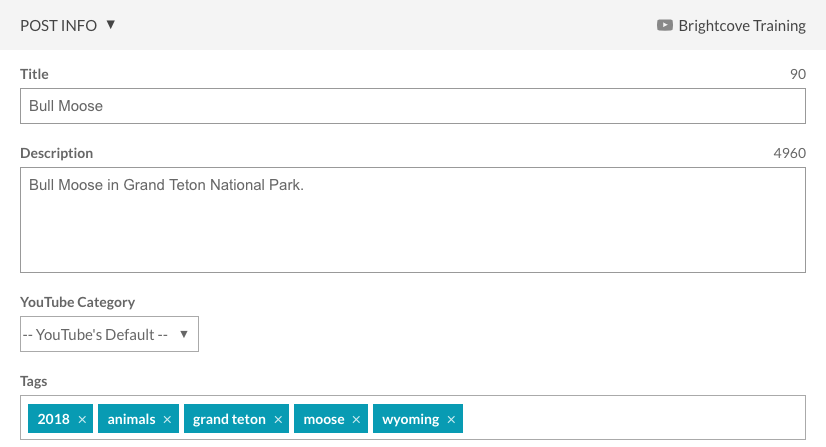 POST INFO ▼ Brightcove Training
Title 90
Bull Moose
Description 4960
Bull Moose in Grand Teton National Park.
YouTube Category
-- YouTube's Default -- ▼
Tags
2018 × animals × grand teton × moose × wyoming ×